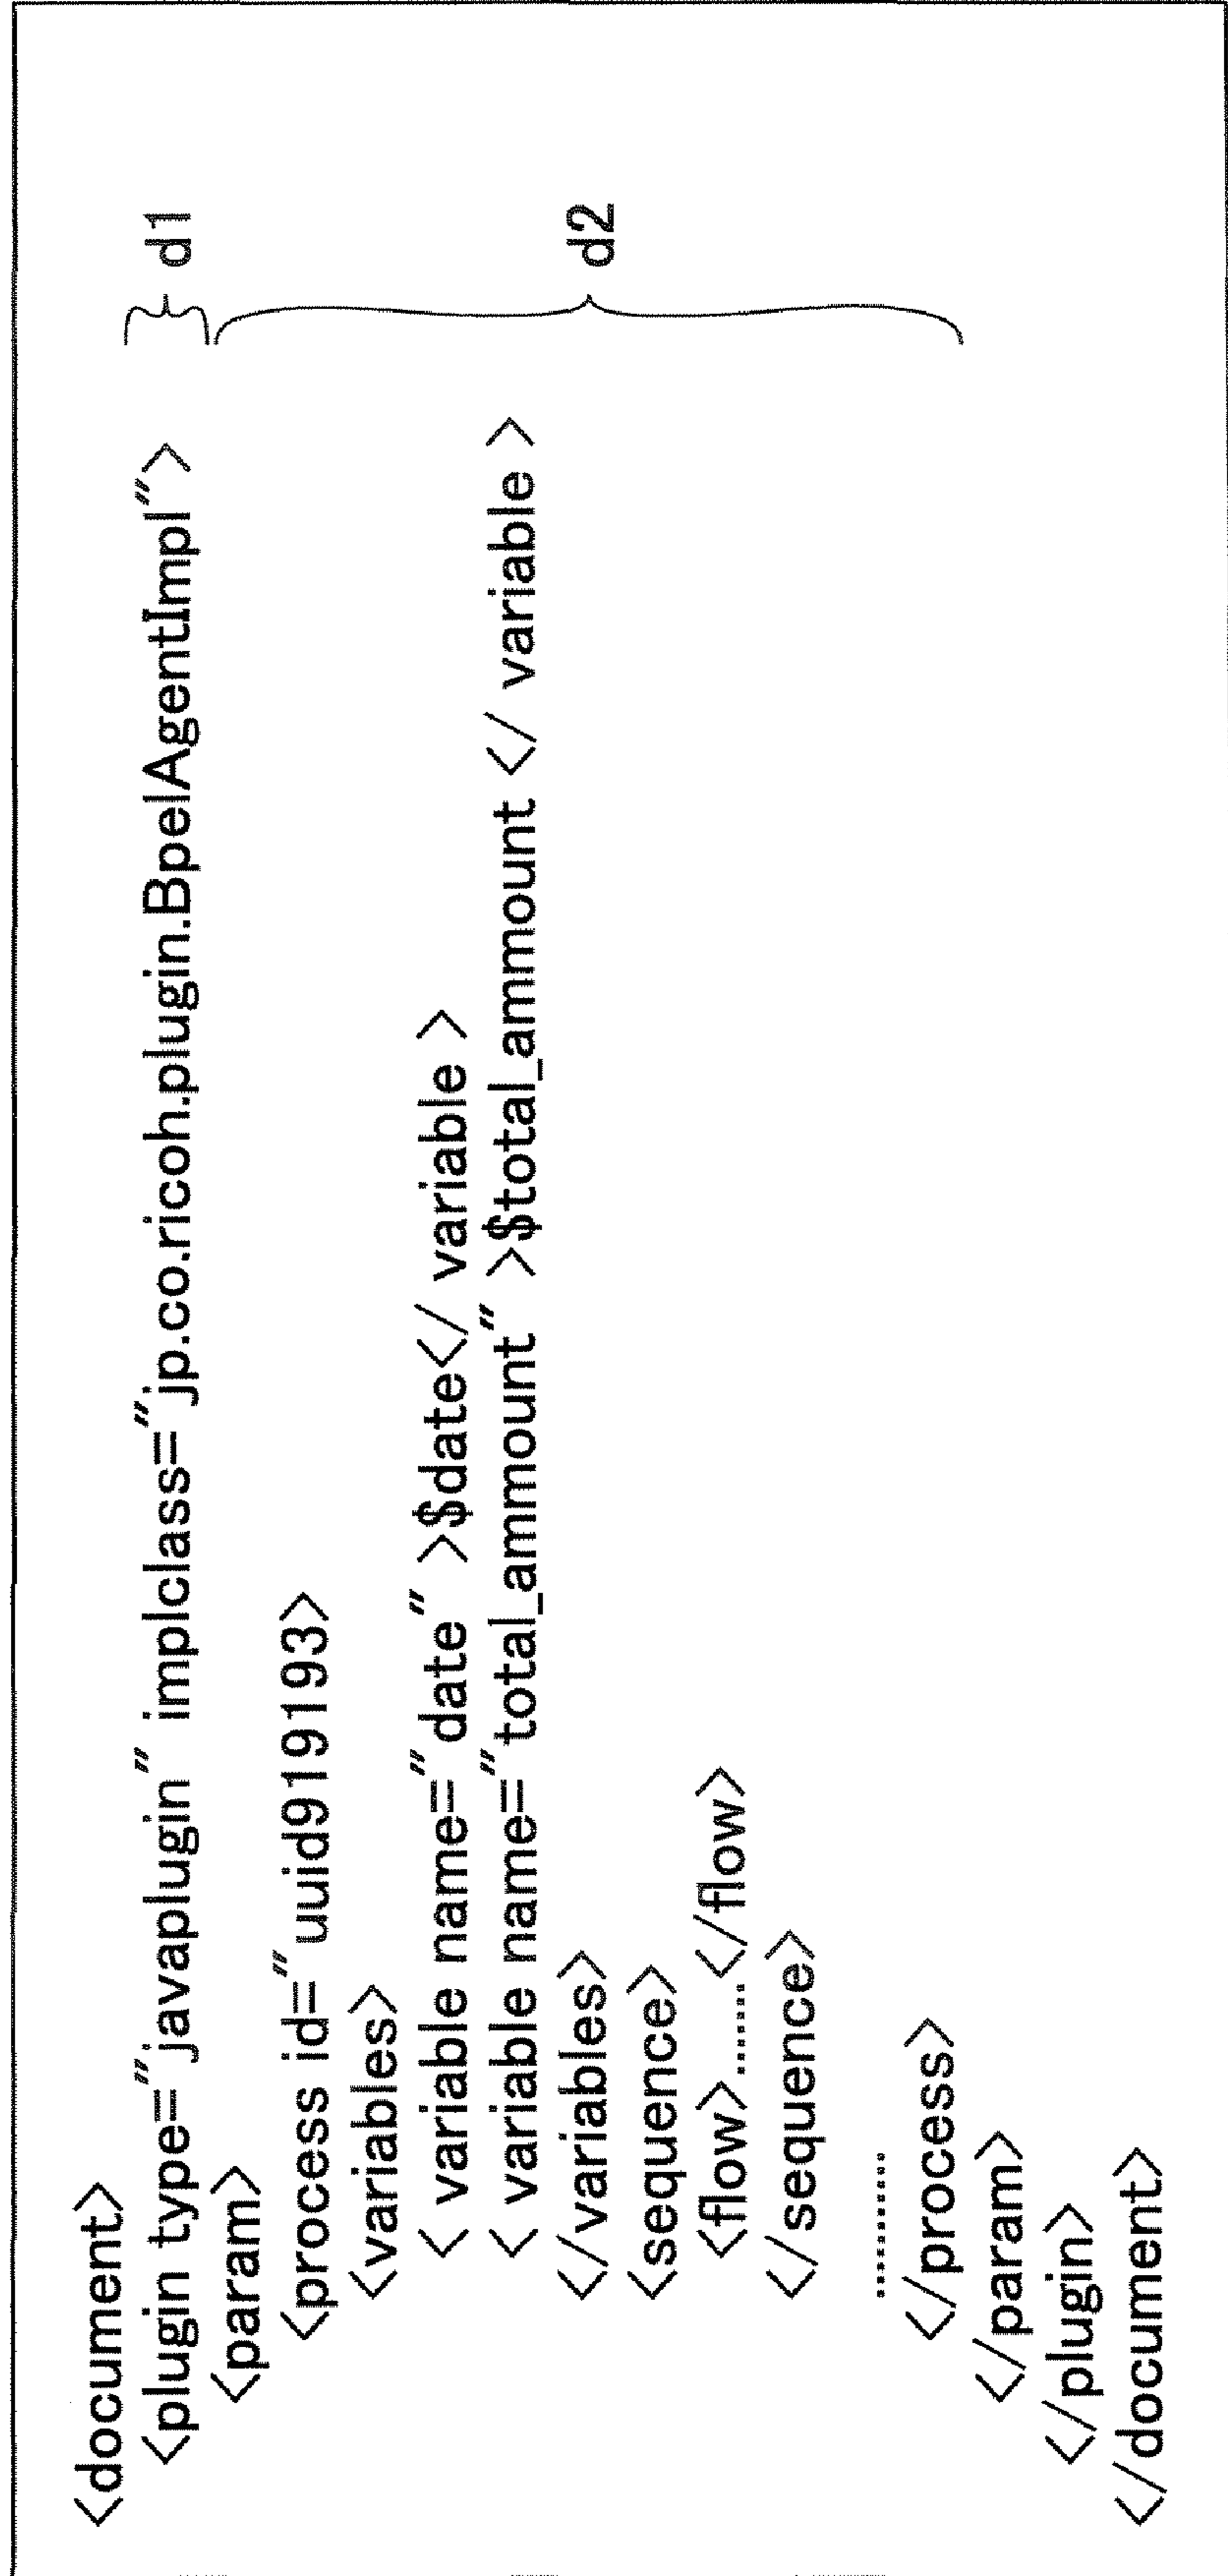 <document>
<plugin type="javaplugin" implclass="jp.co.ricoh.plugin.BpelAgentImpl"> d1
<param>
<process id="uuid919193>
<variables>
< variable name="date" >$date</ variable >
< variable name="total_ammount" >$total_ammount </ variable >
d2
</variables>
<sequence>
<flow>.......</flow>
</sequence>
..........
</process>
</param>
</plugin>
</document>